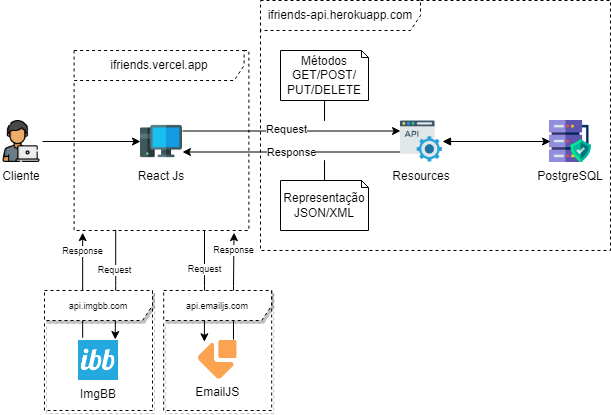 ifriends-api.herokuapp.com
ifriends.vercel.app
Métodos
GET/POST/
PUT/DELETE
Request
API
Response
Cliente
React Js
Resources
PostgreSQL
Representação
JSON/XML
Response
Request
Request
Response
api.imgbb.com
api.emailjs.com
ibb
ImgBB
EmailJS